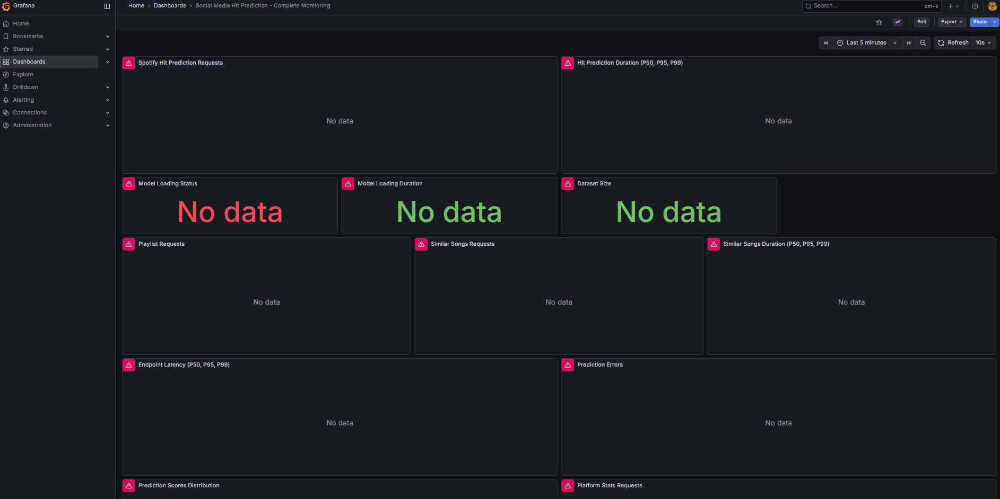 Grafana
Home › Dashboards › Social Media Hit Prediction - Complete Monitoring
Search...
ctrl+k
Home
Bookmarks
Starred
Dashboards
Explore
Drilldown
Alerting
Connections
Administration
Edit
Export
Share
Last 5 minutes
Refresh
10s
Spotify Hit Prediction Requests
No data
Hit Prediction Duration (P50, P95, P99)
No data
Model Loading Status
No data
Model Loading Duration
No data
Dataset Size
No data
Playlist Requests
No data
Similar Songs Requests
No data
Similar Songs Duration (P50, P95, P99)
No data
Endpoint Latency (P50, P95, P99)
No data
Prediction Errors
No data
Prediction Scores Distribution
Platform Stats Requests